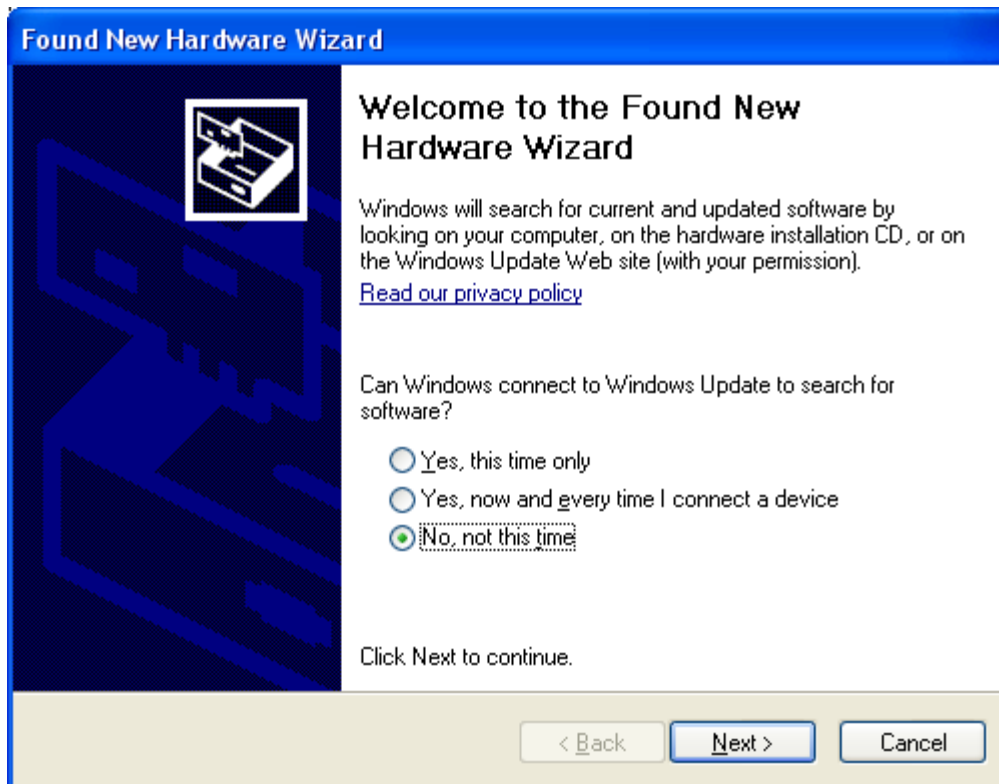 Found New Hardware Wizard
Welcome to the Found New
Hardware Wizard
Windows will search for current and updated software by
looking on your computer, on the hardware installation CD, or on
the Windows Update Web site (with your permission).
Read our privacy policy
Can Windows connect to Windows Update to search for
software?
Yes, this time only
Yes, now and every time I connect a device
No, not this time
Click Next to continue.
< Back
Next >
Cancel